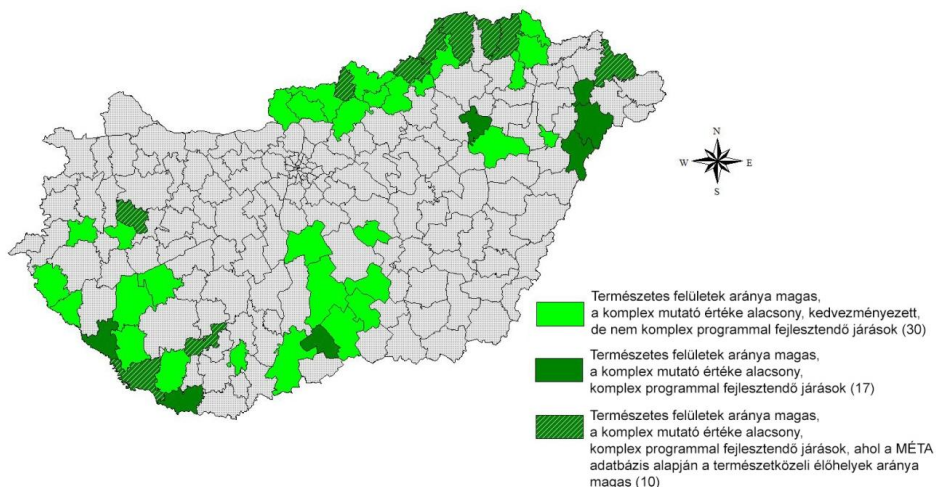 N
W
E
S
Természetes felületek aránya magas,
a komplex mutató értéke alacsony, kedvezményezett,
de nem komplex programmal fejlesztendő járások (30)
Természetes felületek aránya magas,
a komplex mutató értéke alacsony,
komplex programmal fejlesztendő járások (17)
Természetes felületek aránya magas,
a komplex mutató értéke alacsony,
komplex programmal fejlesztendő járások, ahol a MÉTA
adatbázis alapján a természetközeli élőhelyek aránya
magas (10)